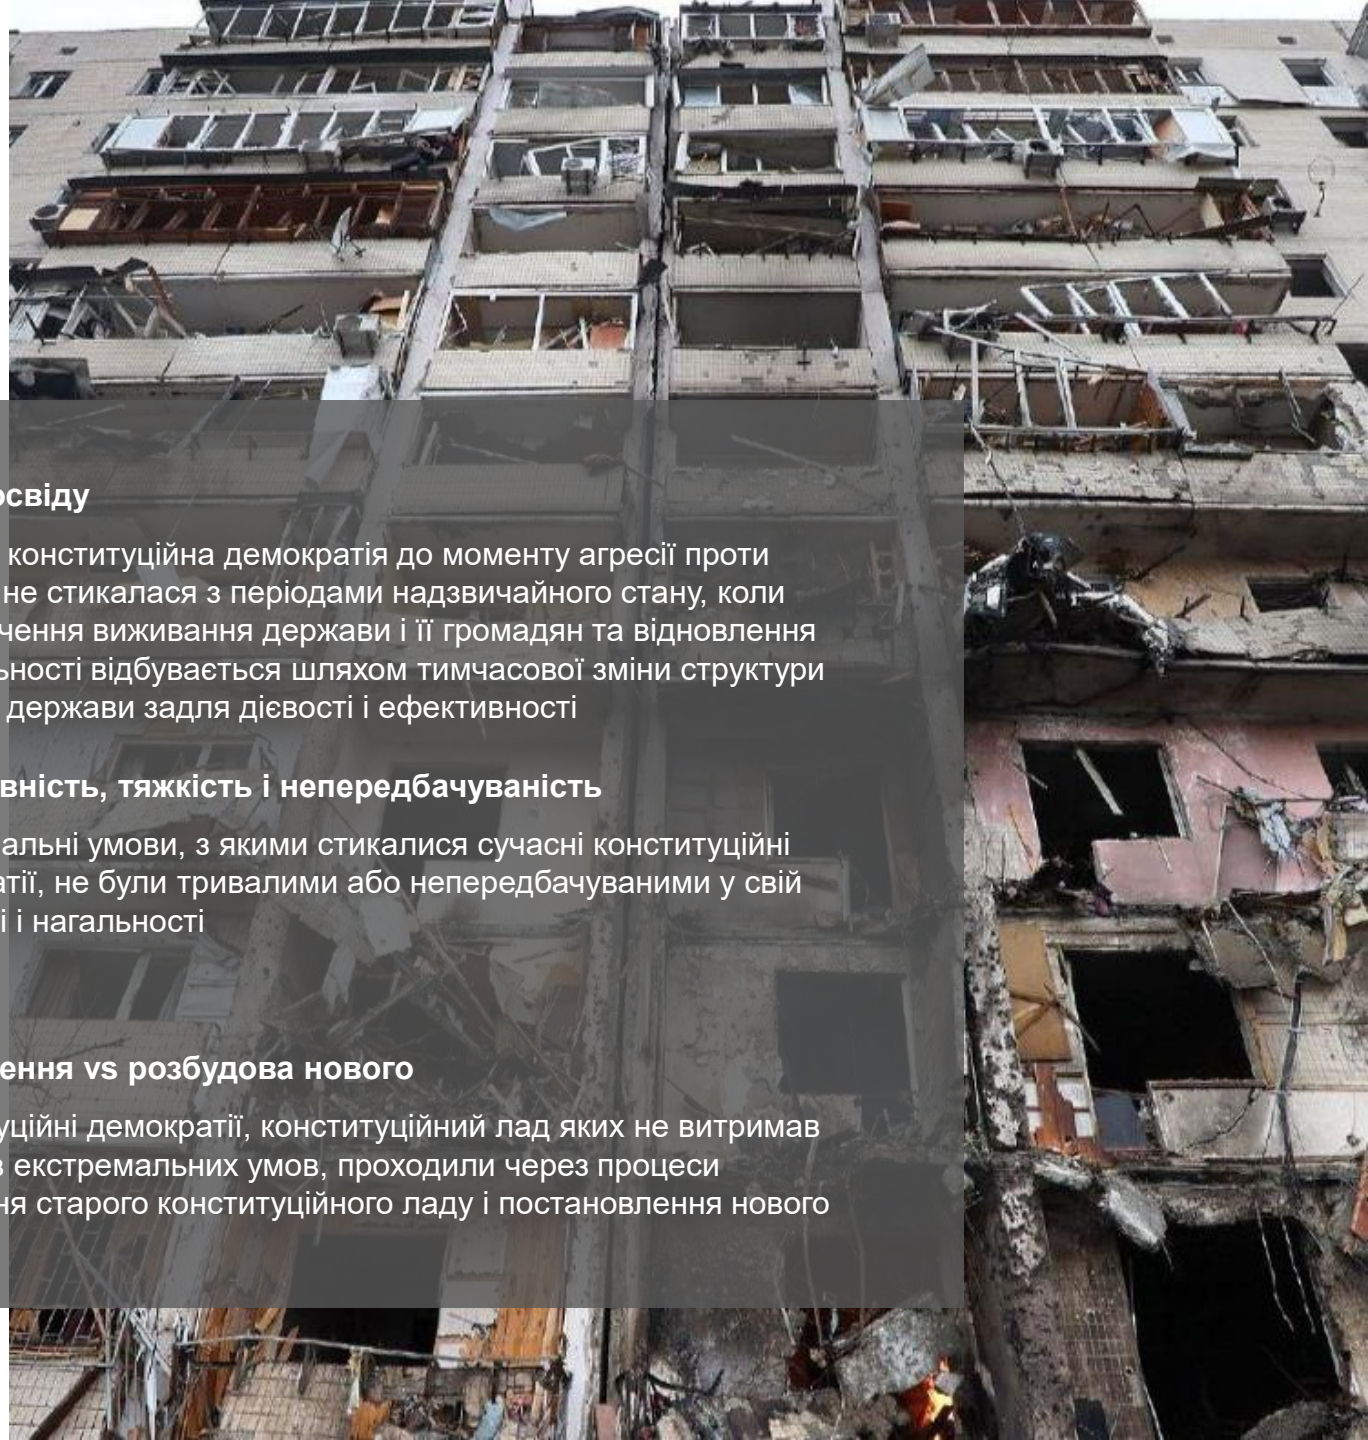 освіду
конституційна демократія до моменту агресії проти
не стикалася з періодами надзвичайного стану, коли
чення виживання держави і її громадян та відновлення
ьності відбувається шляхом тимчасової зміни структури
держави задля дієвості і ефективності
вність, тяжкість і непередбачуваність
альні умови, з якими стикалися сучасні конституційні
атії, не були тривалими або непередбачуваними у свій
і і нагальності
ення vs розбудова нового
уційні демократії, конституційний лад яких не витримав
в екстремальних умов, проходили через процеси
ня старого конституційного ладу і постановлення нового